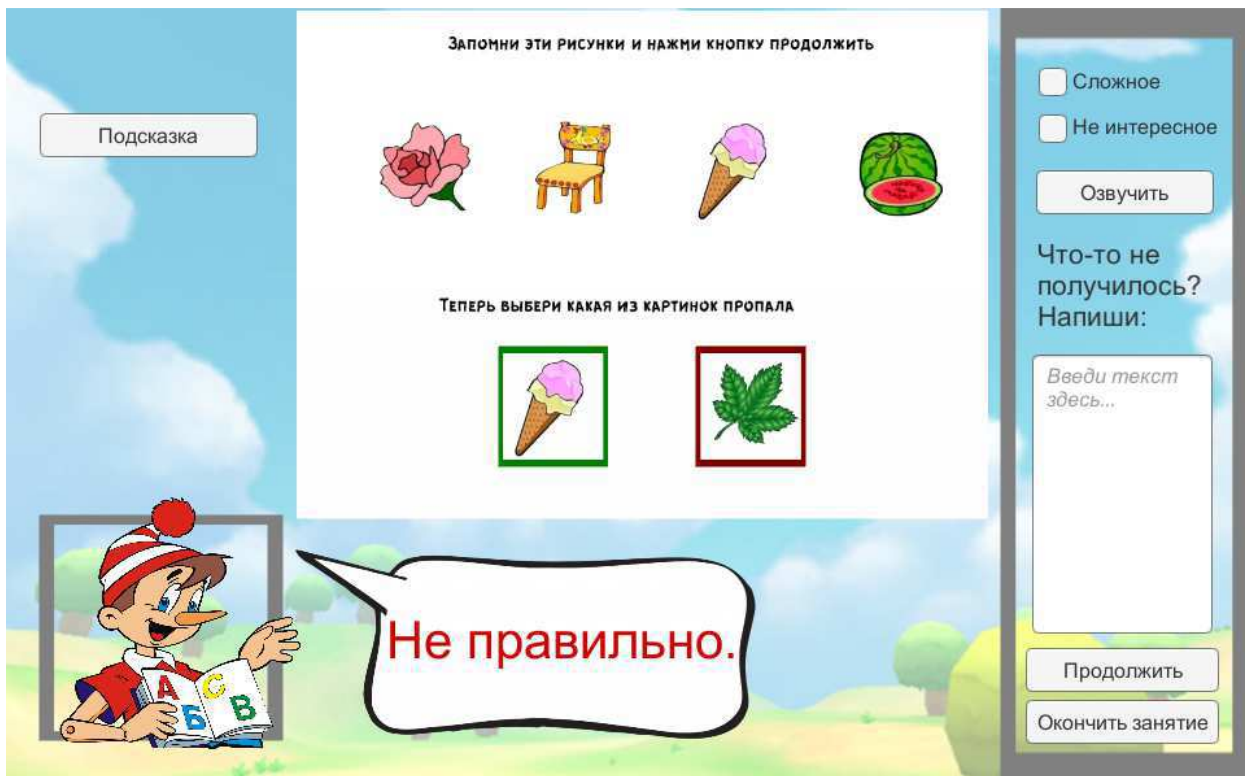 Запомни эти рисунки и нажми кнопку продолжить
Подсказка
Теперь выбери какая из картинок пропала
Не правильно.
А С
Б В
Сложное
Не интересное
Озвучить
Что-то не
получилось?
Напиши:
Введи текст
здесь...
Продолжить
Окончить занятие